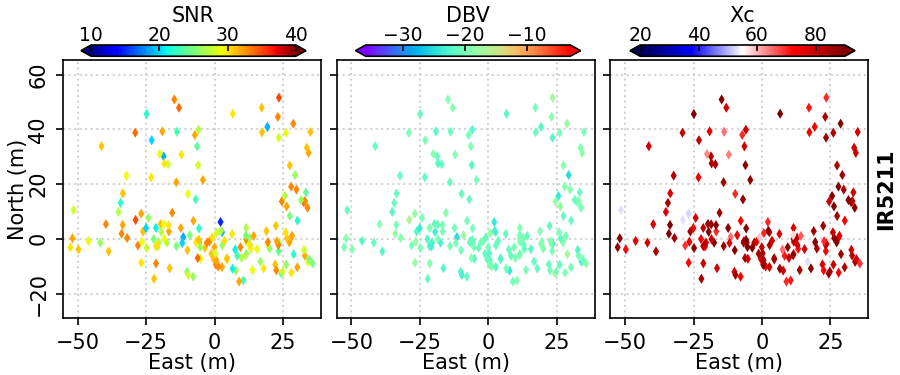 SNR DBV Xc
10 20 30 40 −30 −20 −10 20 40 60 80
60
40
20
0
−20
North (m)
IR5211
−50 −25 0 25 −50 −25 0 25 −50 −25 0 25
East (m) East (m) East (m)